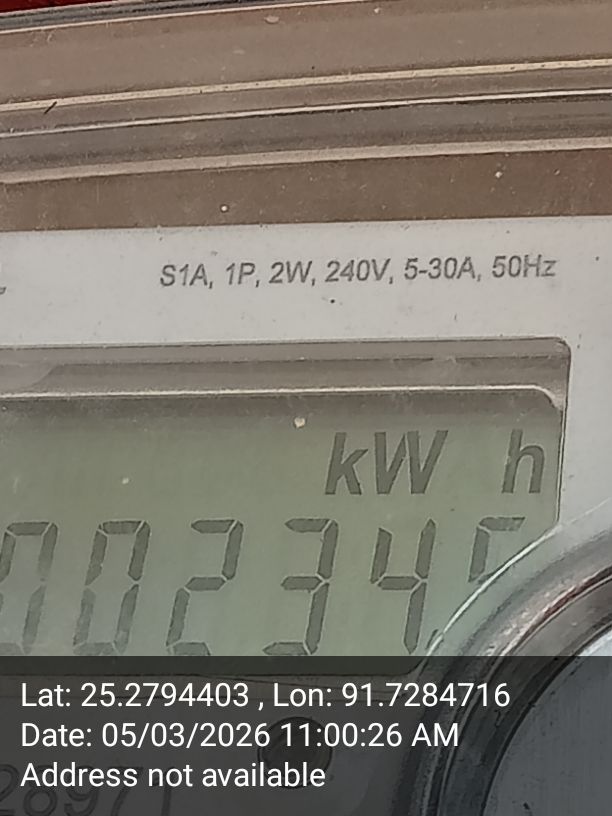 S1A, 1P, 2W, 240V, 5-30A, 50Hz
kW h
00234
Lat: 25.2794403 , Lon: 91.7284716
Date: 05/03/2026 11:00:26 AM
Address not available